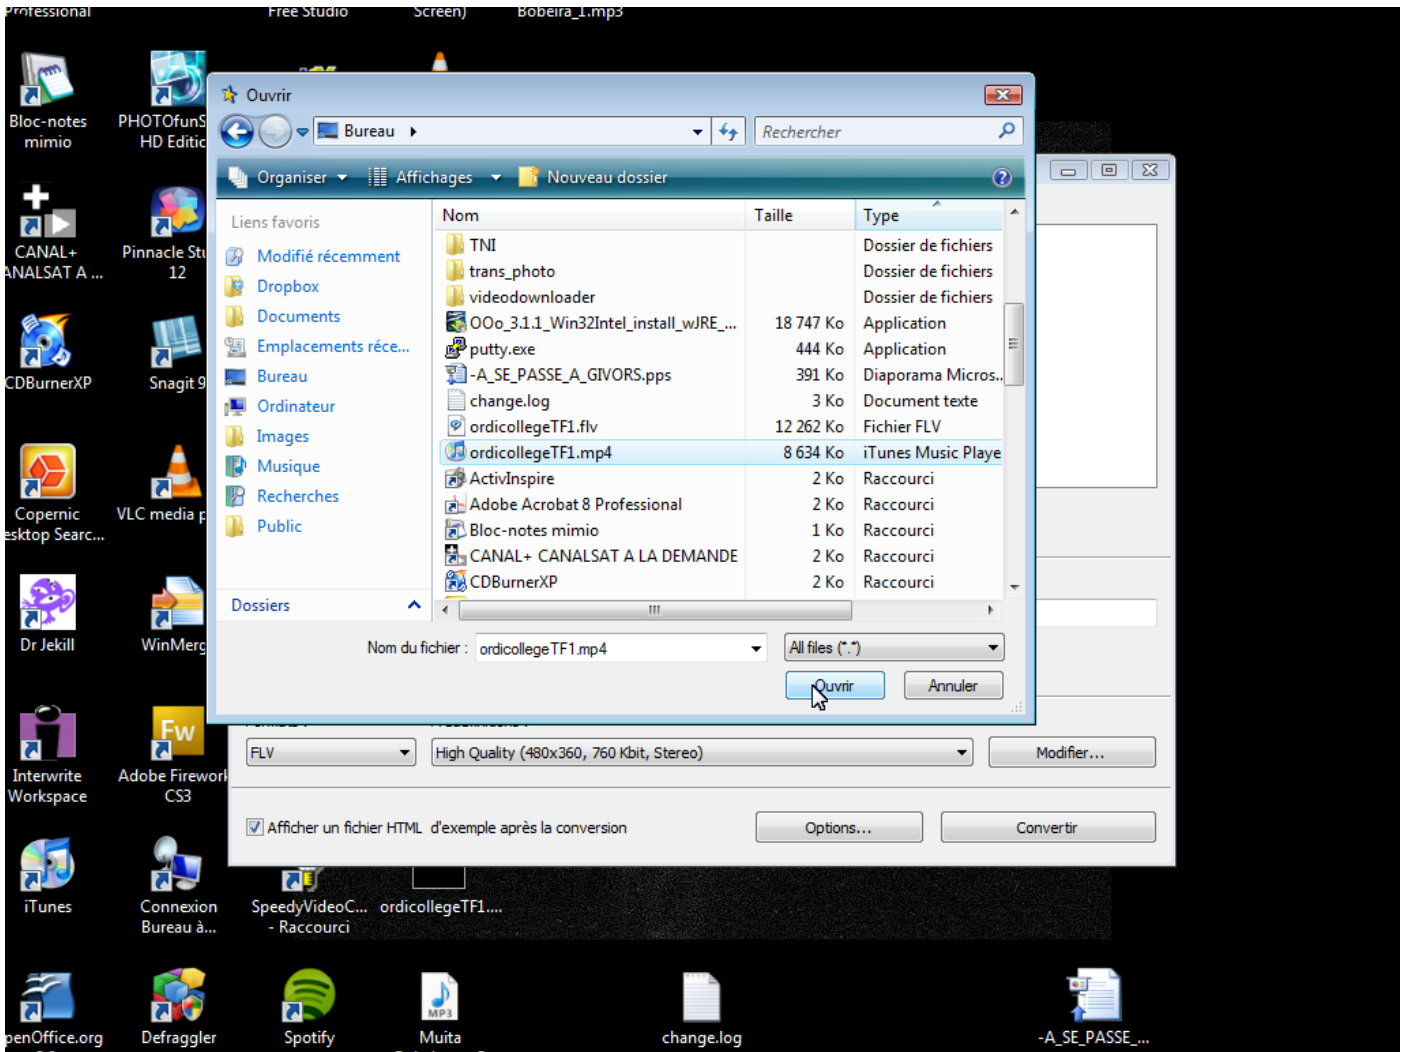 Professional
Free Studio
Screen)
Bobeira_1.mp3
Bloc-notes
mimio
PHOTOfunS
HD Editic
CANAL+
ANALSAT A ...
Pinnacle Stu
12
CDBurnerXP
Snagit 9
Copernic
esktop Searc...
VLC media p
Dr Jekill
WinMerg
Interwrite
Workspace
Adobe Firework
CS3
iTunes
Connexion
Bureau à...
SpeedyVideoC...
- Raccourci
ordicollegeTF1....
penOffice.org
Defraggler
Spotify
MP3
Muita
change.log
-A_SE_PASSE_...
Fw
Ouvrir
Bureau
Rechercher
Organiser
Affichages
Nouveau dossier
Liens favoris
Modifié récemment
Dropbox
Documents
Emplacements réce...
Bureau
Ordinateur
Images
Musique
Recherches
Public
Dossiers
Nom Taille Type
TNI Dossier de fichiers
trans_photo Dossier de fichiers
videodownloader Dossier de fichiers
OOo_3.1.1_Win32Intel_install_wJRE_... 18 747 Ko Application
putty.exe 444 Ko Application
-A_SE_PASSE_A_GIVORS.pps 391 Ko Diaporama Micros...
change.log 3 Ko Document texte
ordicollegeTF1.flv 12 262 Ko Fichier FLV
ordicollegeTF1.mp4 8 634 Ko iTunes Music Playe
ActivInspire 2 Ko Raccourci
Adobe Acrobat 8 Professional 2 Ko Raccourci
Bloc-notes mimio 1 Ko Raccourci
CANAL+ CANALSAT A LA DEMANDE 2 Ko Raccourci
CDBurnerXP 2 Ko Raccourci
Nom du fichier : ordicollegeTF1.mp4 All files (*.*)
Ouvrir Annuler
FLV High Quality (480x360, 760 Kbit, Stereo) Modifier...
Afficher un fichier HTML d'exemple après la conversion Options... Convertir